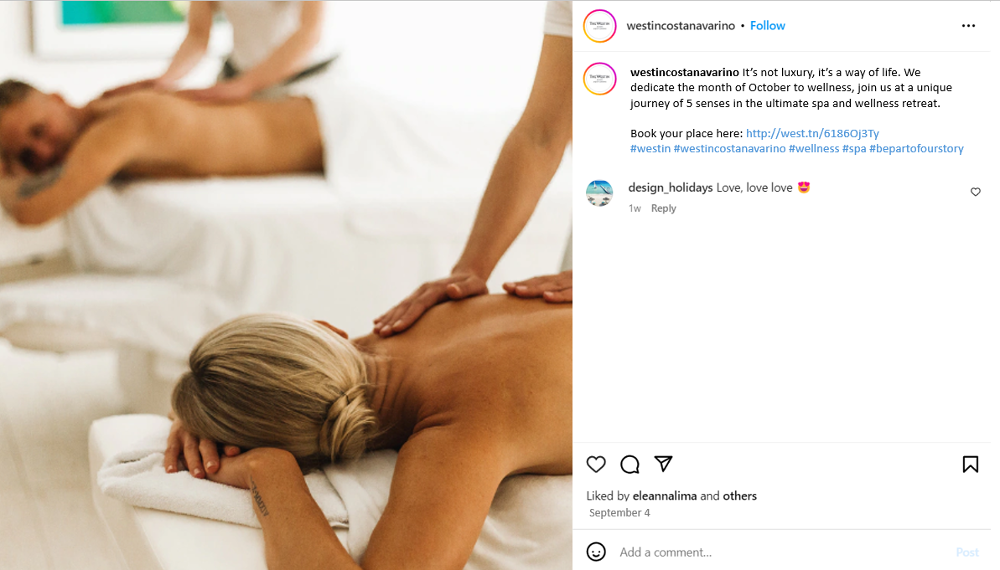 westincostanavarino • Follow
westincostanavarino It’s not luxury, it’s a way of life. We
dedicate the month of October to wellness, join us at a unique
journey of 5 senses in the ultimate spa and wellness retreat.
Book your place here: http://west.tn/6186Oj3Ty
#westin #westincostanavarino #wellness #spa #bepartofourstory
design_holidays Love, love love 😍
1w Reply
Liked by eleannalima and others
September 4
Add a comment... Post